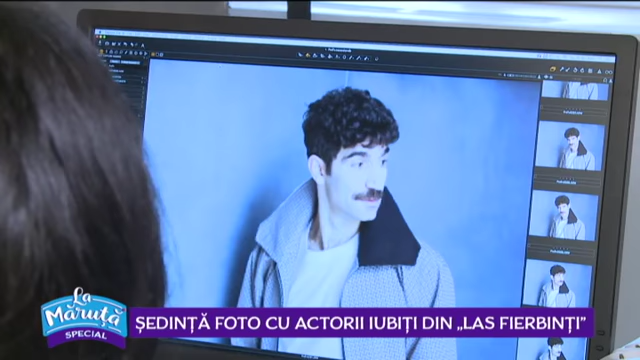 La
Măruță
SPECIAL
ȘEDINȚĂ FOTO CU ACTORII IUBIȚI DIN „LAS FIERBINȚI”